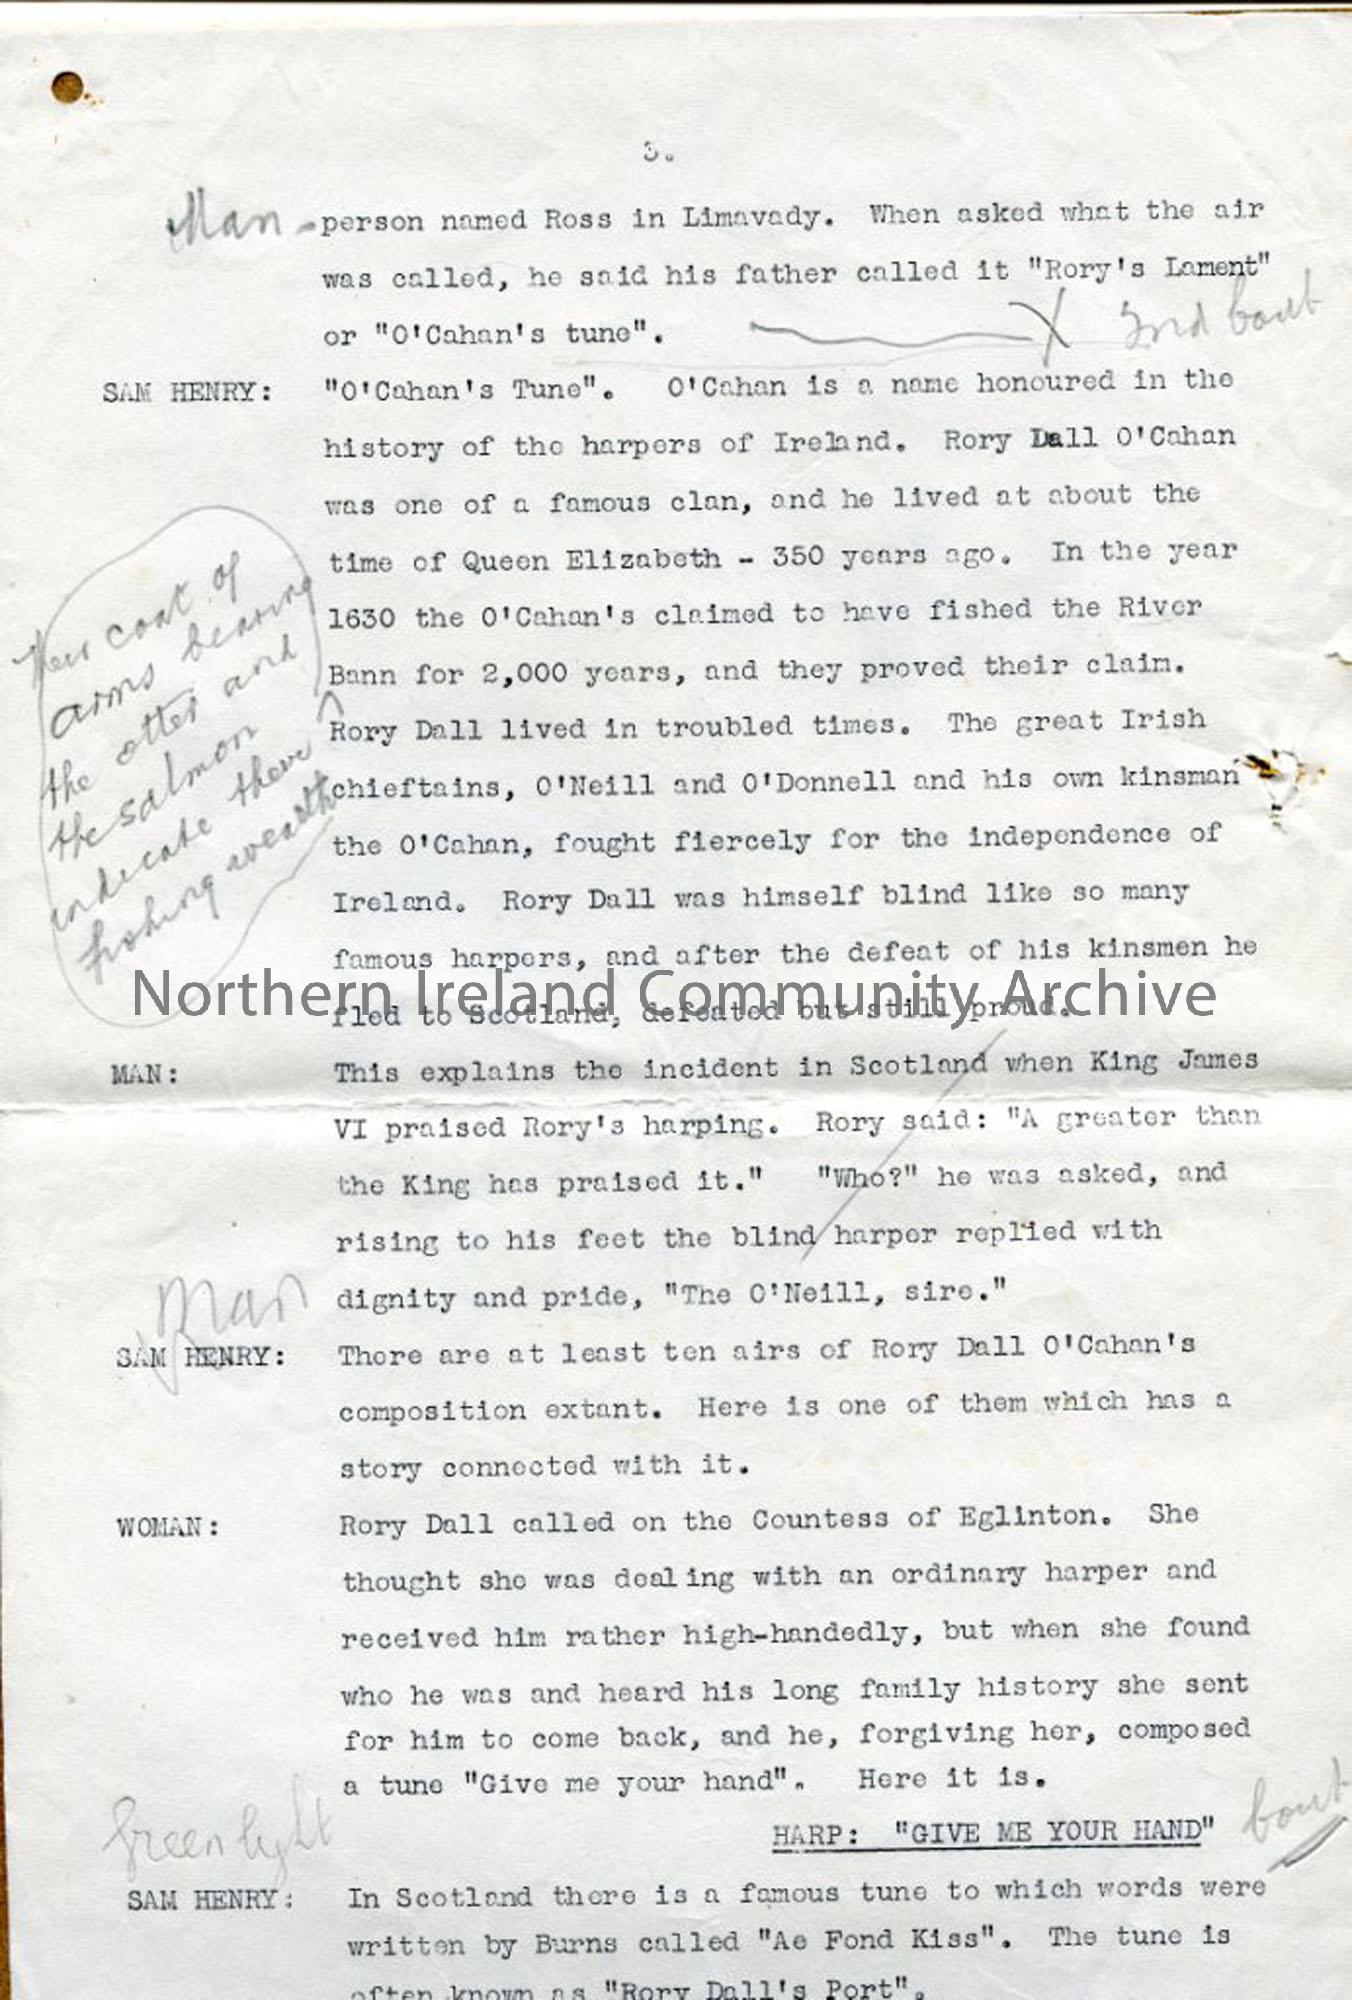 3.
Man - person named Ross in Limavady. When asked what the air
was called, he said his father called it "Rory's Lament"
or "O'Cahan's tune". X 2nd bout
SAM HENRY: "O'Cahan's Tune". O'Cahan is a name honoured in the
history of the harpers of Ireland. Rory Dall O'Cahan
was one of a famous clan, and he lived at about the
time of Queen Elizabeth - 350 years ago. In the year
1630 the O'Cahan's claimed to have fished the River
Bann for 2,000 years, and they proved their claim.
Their coat of
arms bearing
the otter and
the salmon
indicate there
fishing wealth
Rory Dall lived in troubled times. The great Irish
chieftains, O'Neill and O'Donnell and his own kinsman
the O'Cahan, fought fiercely for the independence of
Ireland. Rory Dall was himself blind like so many
famous harpers, and after the defeat of his kinsmen he
fled to Scotland, defeated but still proud.
Northern Ireland Community Archive
MAN: This explains the incident in Scotland when King James
VI praised Rory's harping. Rory said: "A greater than
the King has praised it." "Who?" he was asked, and
rising to his feet the blind harper replied with
dignity and pride, "The O'Neill, sire."
Man
SAM HENRY: There are at least ten airs of Rory Dall O'Cahan's
composition extant. Here is one of them which has a
story connected with it.
WOMAN: Rory Dall called on the Countess of Eglinton. She
thought she was dealing with an ordinary harper and
received him rather high-handedly, but when she found
who he was and heard his long family history she sent
for him to come back, and he, forgiving her, composed
a tune "Give me your hand". Here it is.
HARP: "GIVE ME YOUR HAND" bout
Green light
SAM HENRY: In Scotland there is a famous tune to which words were
written by Burns called "Ae Fond Kiss". The tune is
often known as "Rory Dall's Port".